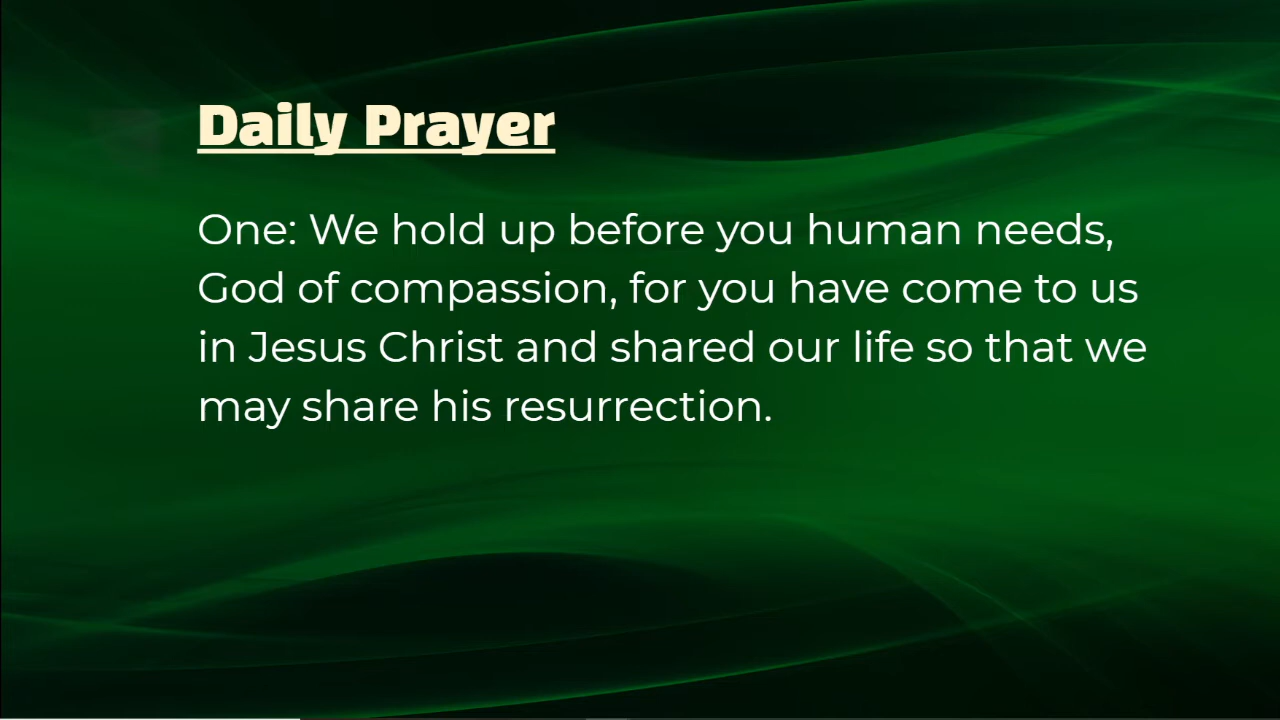 Daily Prayer
One: We hold up before you human needs,
God of compassion, for you have come to us
in Jesus Christ and shared our life so that we
may share his resurrection.